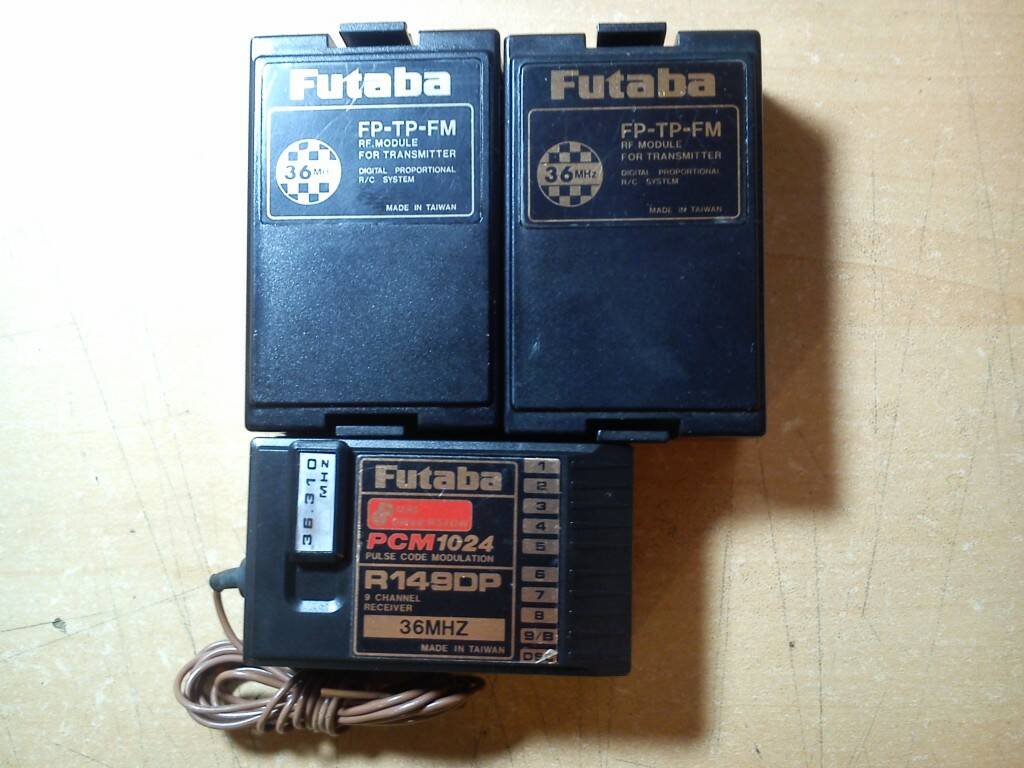 Futaba
FP-TP-FM
RF. MODULE
FOR TRANSMITTER
36MH
DIGITAL PROPORTIONAL
R/C SYSTEM
MADE IN TAIWAN
Futaba
FP-TP-FM
RF. MODULE
FOR TRANSMITTER
36MHz
DIGITAL PROPORTIONAL
R/C SYSTEM
MADE IN TAIWAN
36.310
MHZ
Futaba
PCM1024
PULSE CODE MODULATION
R149DP
9 CHANNEL
RECEIVER
36MHZ
MADE IN TAIWAN
1
2
3
4
5
6
7
8
9/B